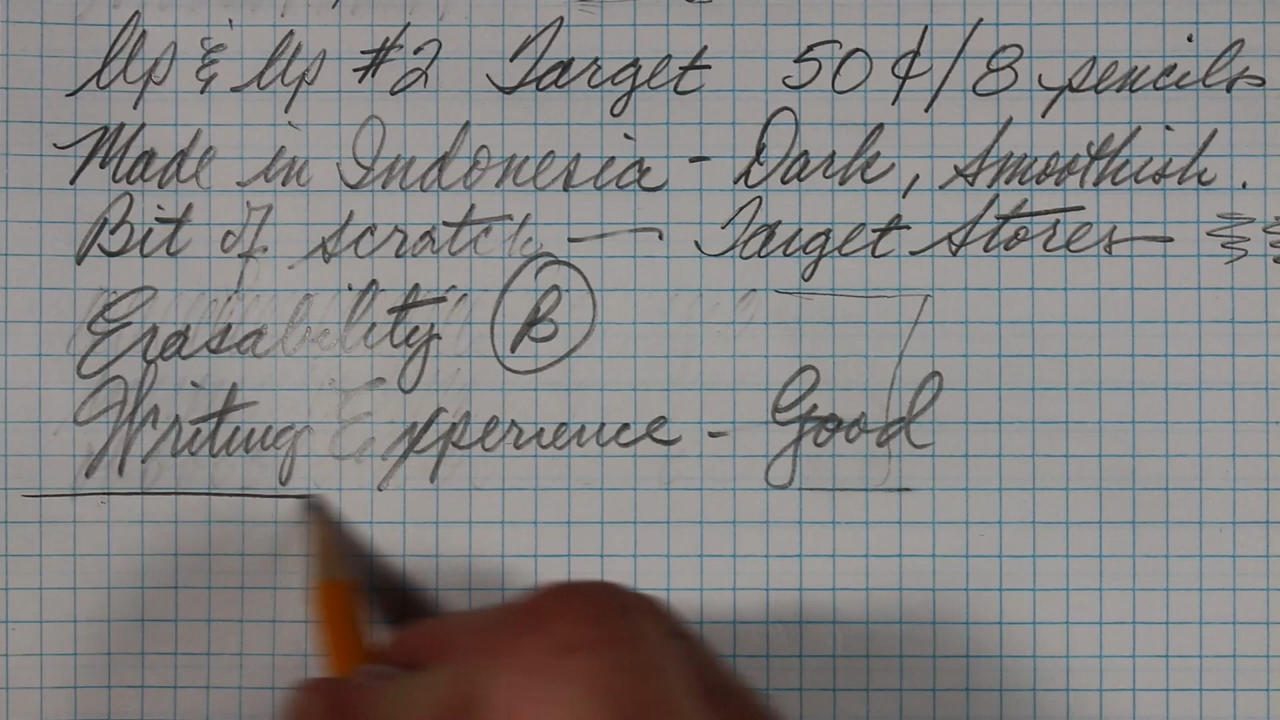 Up & Up #2 Target 50¢/8 pencils
Made in Indonesia - Dark, Smoothish.
Bit of scratch — Target Stores
Erasability B
Writing Experience - Good